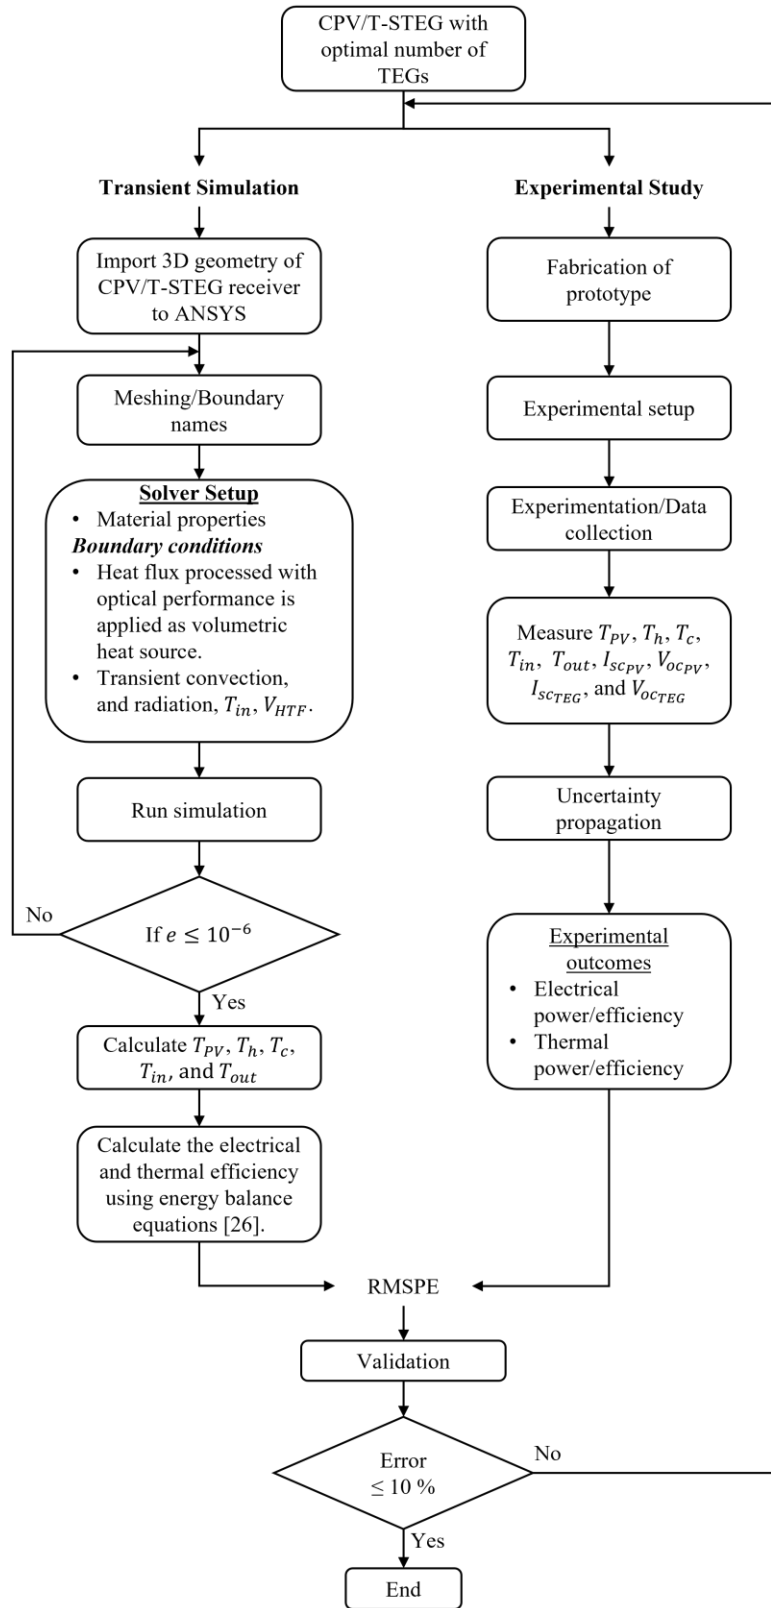 CPV/T-STEG with
optimal number of
TEGs
Transient Simulation
Import 3D geometry of
CPV/T-STEG receiver
to ANSYS
Meshing/Boundary
names
Solver Setup
• Material properties
Boundary conditions
• Heat flux processed with
optical performance is
applied as volumetric
heat source.
• Transient convection,
and radiation, T_in, V_HTF.
Run simulation
If e ≤ 10⁻⁶
No
Yes
Calculate T_PV, T_h, T_c,
T_in, and T_out
Calculate the electrical
and thermal efficiency
using energy balance
equations [26].
Experimental Study
Fabrication of
prototype
Experimental setup
Experimentation/Data
collection
Measure T_PV, T_h, T_c,
T_in, T_out, I_scPV, V_ocPV,
I_scTEG, and V_ocTEG
Uncertainty
propagation
Experimental
outcomes
• Electrical
power/efficiency
• Thermal
power/efficiency
RMSPE
Validation
Error
≤ 10 %
No
Yes
End